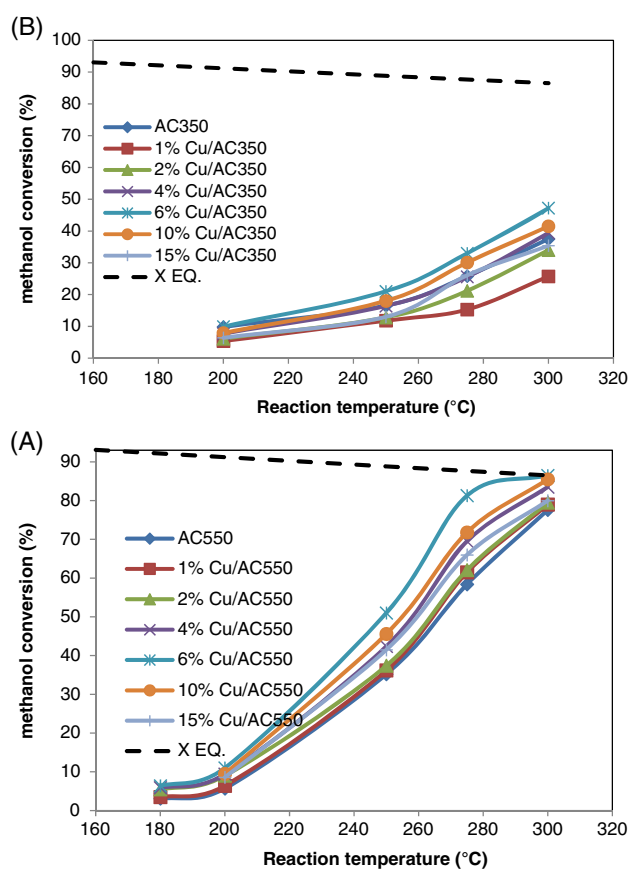 (B)
100
90
80
70
60
50
40
30
20
10
0
methanol conversion (%)
AC350
1% Cu/AC350
2% Cu/AC350
4% Cu/AC350
6% Cu/AC350
10% Cu/AC350
15% Cu/AC350
X EQ.
160 180 200 220 240 260 280 300 320
Reaction temperature (°C)
(A)
90
80
70
60
50
40
30
20
10
0
methanol conversion (%)
AC550
1% Cu/AC550
2% Cu/AC550
4% Cu/AC550
6% Cu/AC550
10% Cu/AC550
15% Cu/AC550
X EQ.
160 180 200 220 240 260 280 300 320
Reaction temperature (°C)